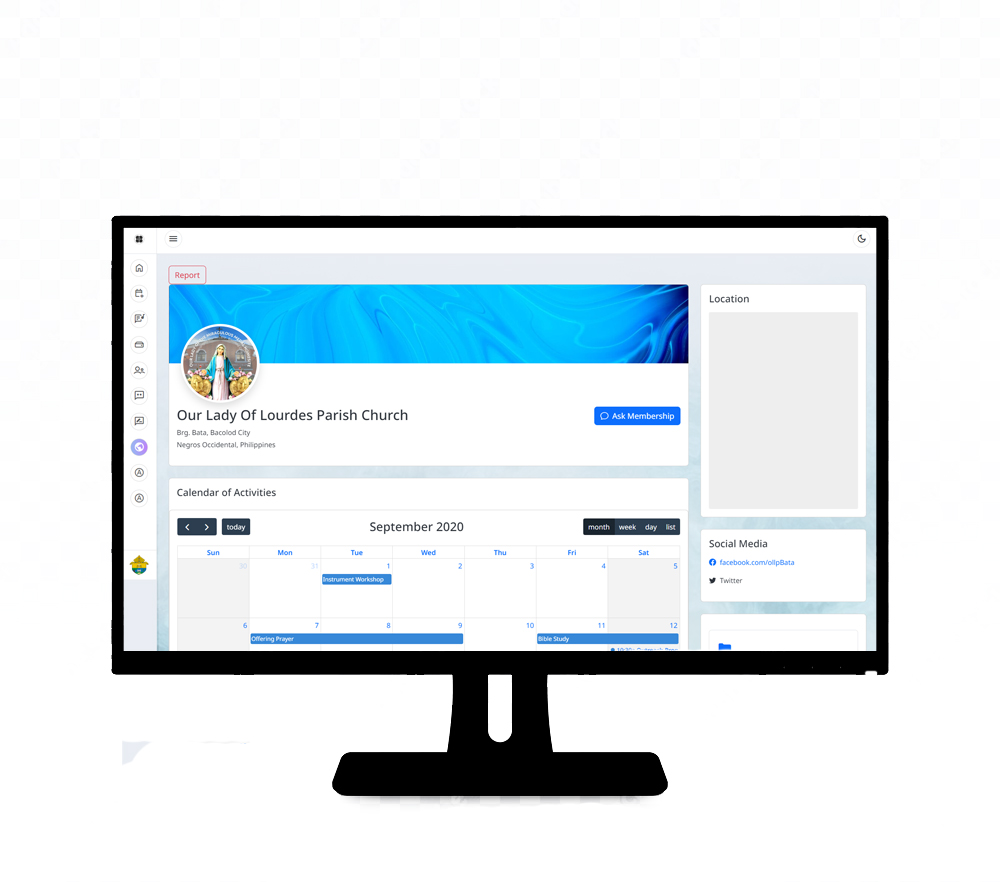 Report
Our Lady Of Lourdes Parish Church
Brg. Bata, Bacolod City
Negros Occidental, Philippines
Ask Membership
Calendar of Activities
today
September 2020
month week day list
Sun Mon Tue Wed Thu Fri Sat
30 31 1 2 3 4 5
Instrument Workshop
6 7 8 9 10 11 12
Offering Prayer
Bible Study
Location
Social Media
facebook.com/ollpBata
Twitter